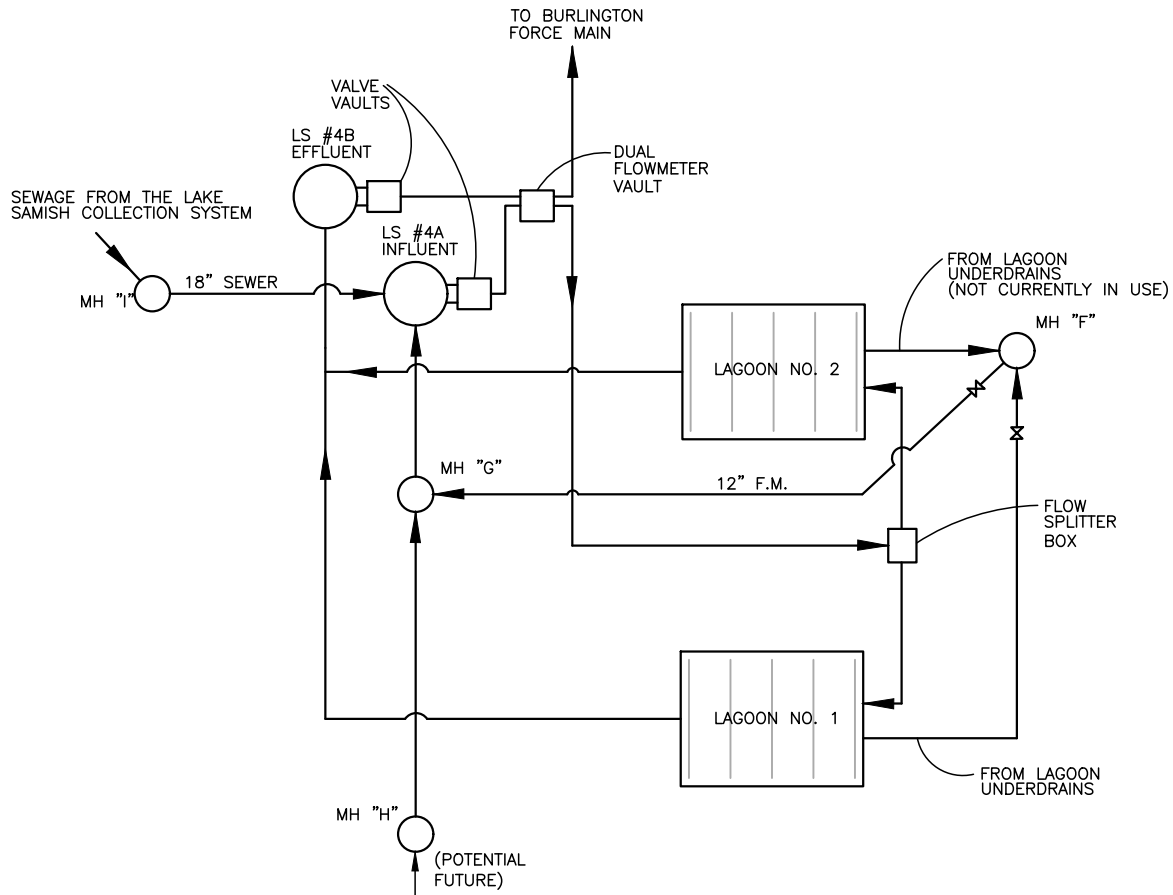 TO BURLINGTON
FORCE MAIN
VALVE
VAULTS
LS #4B
EFFLUENT
DUAL
FLOWMETER
VAULT
SEWAGE FROM THE LAKE
SAMISH COLLECTION SYSTEM
LS #4A
INFLUENT
18" SEWER
MH "I"
FROM LAGOON
UNDERDRAINS
(NOT CURRENTLY IN USE)
MH "F"
LAGOON NO. 2
MH "G"
12" F.M.
FLOW
SPLITTER
BOX
LAGOON NO. 1
FROM LAGOON
UNDERDRAINS
MH "H"
(POTENTIAL
FUTURE)